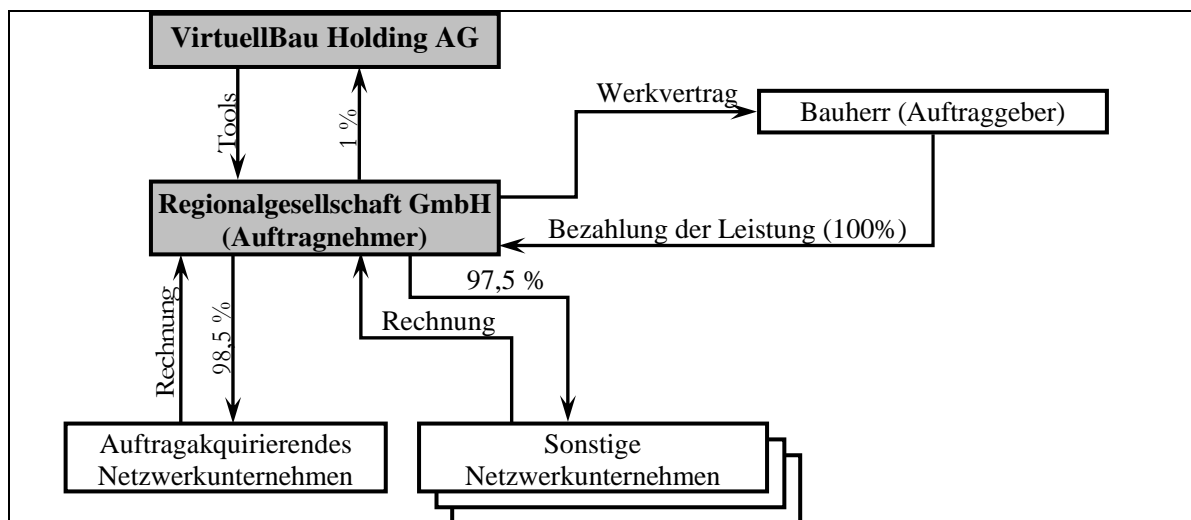 VirtuellBau Holding AG
Tools
1 %
Werkvertrag
Bauherr (Auftraggeber)
Regionalgesellschaft GmbH
(Auftragnehmer)
Bezahlung der Leistung (100%)
Rechnung
98,5 %
97,5 %
Rechnung
Auftragakquirierendes
Netzwerkunternehmen
Sonstige
Netzwerkunternehmen